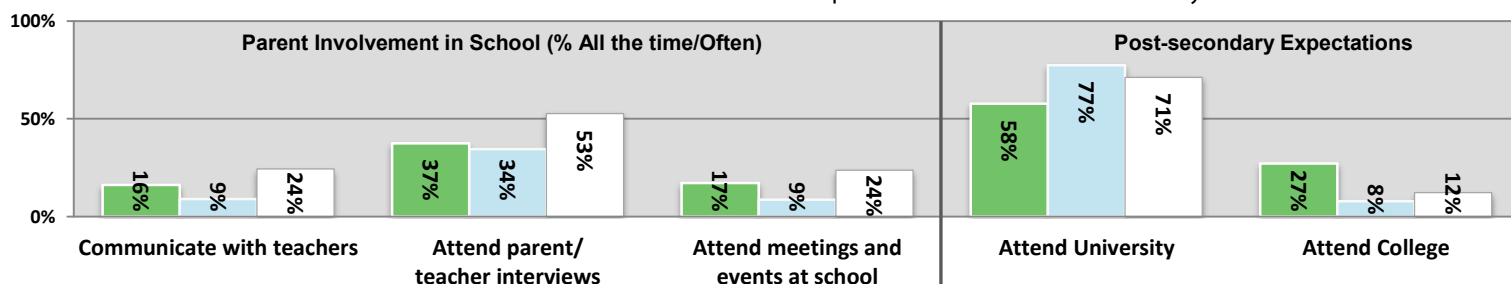 100%
Parent Involvement in School (% All the time/Often)
Post-secondary Expectations
50%
0%
16%
9%
24%
37%
34%
53%
17%
9%
24%
58%
77%
71%
27%
8%
12%
Communicate with teachers
Attend parent/
teacher interviews
Attend meetings and
events at school
Attend University
Attend College